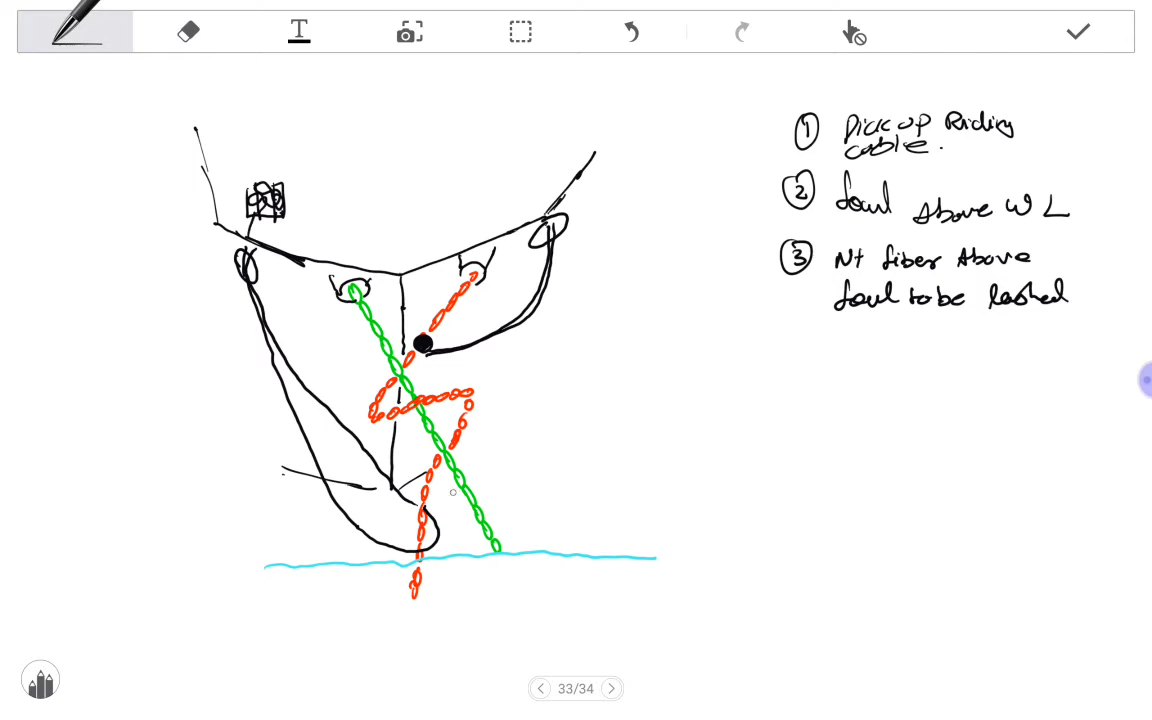 T
① Pick up Riding
cable.
② foul Above W L
③ Nt fiber Above
foul to be lashed
33/34